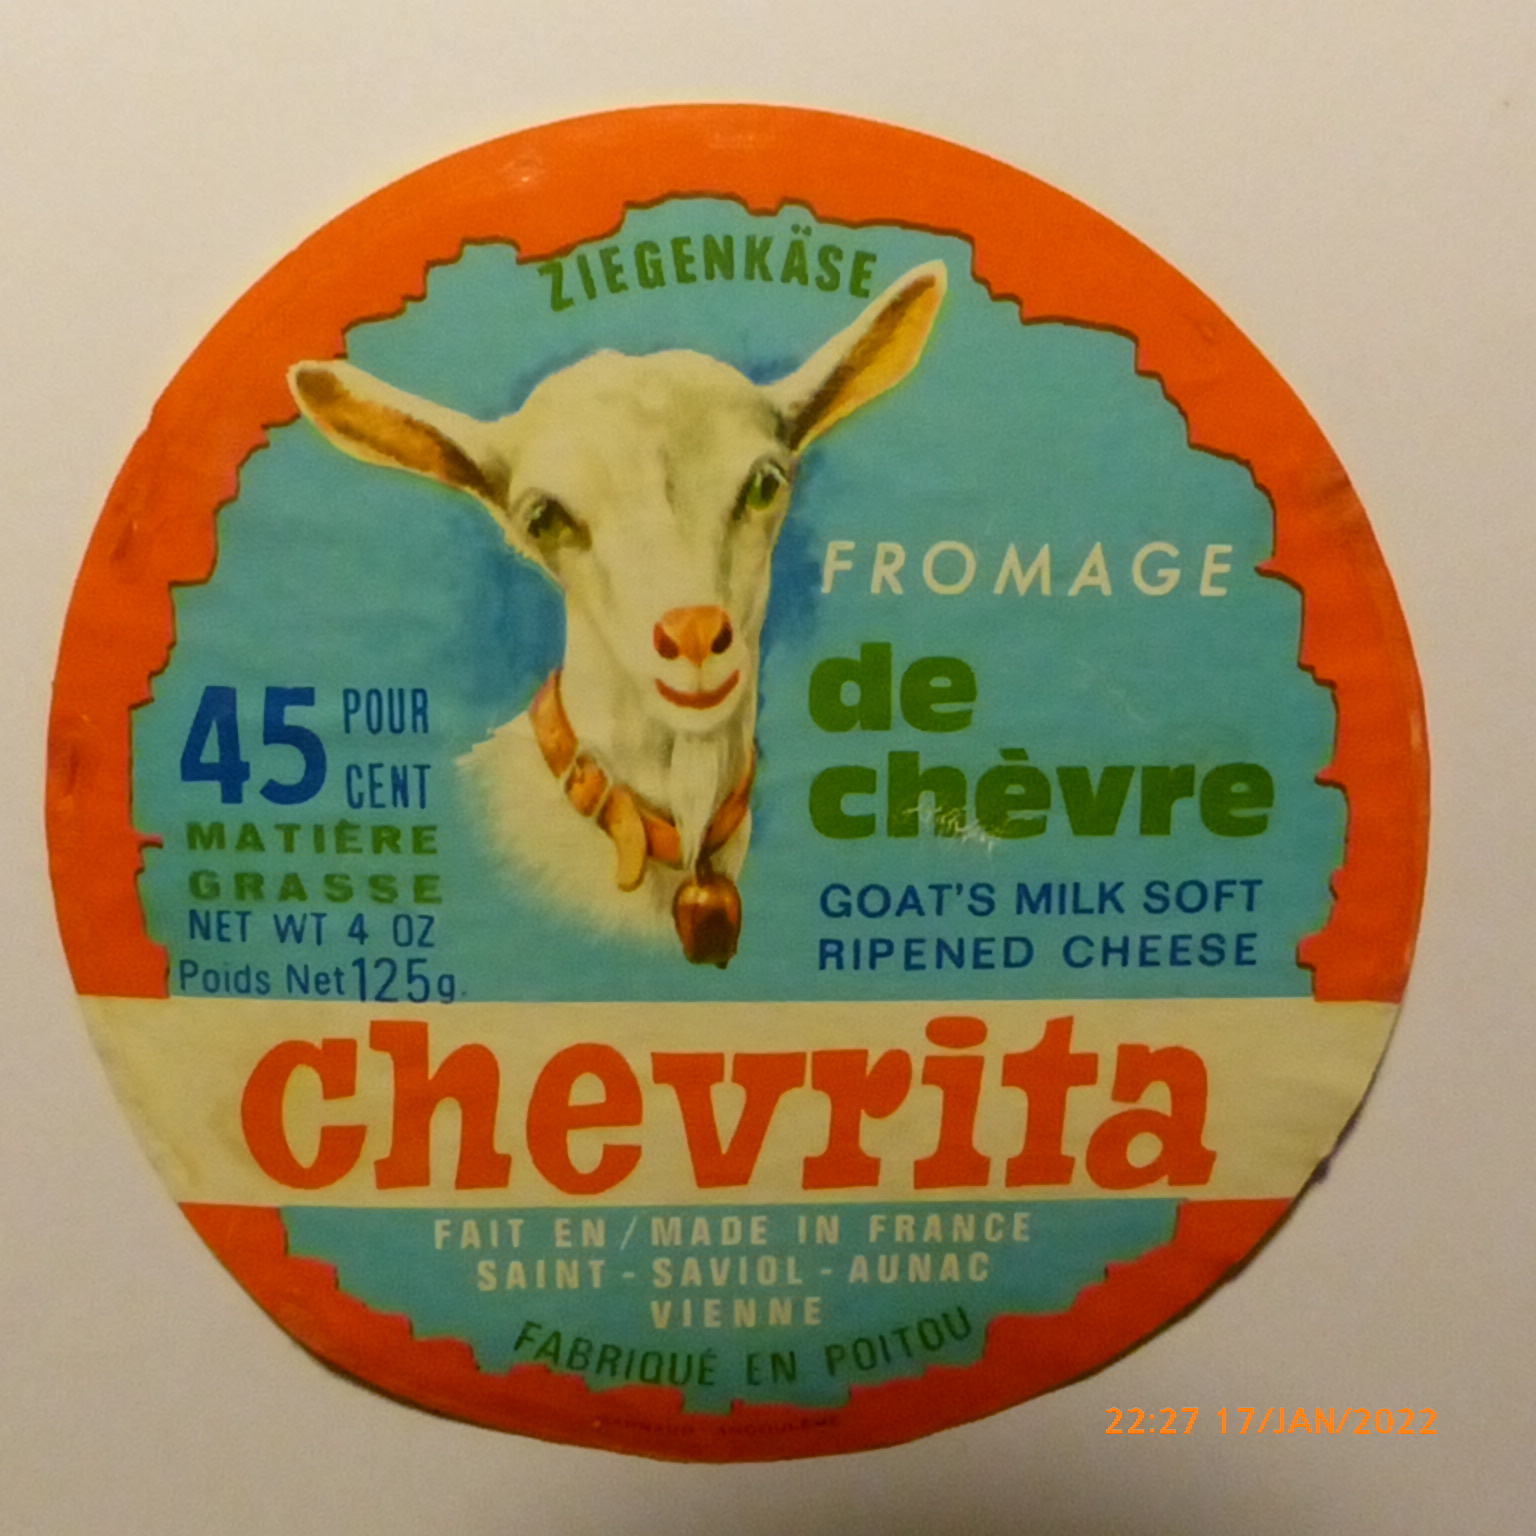 ZIEGENKÄSE
FROMAGE
de
chèvre
GOAT'S MILK SOFT
RIPENED CHEESE
45 POUR
CENT
MATIÈRE
GRASSE
NET WT 4 OZ
Poids Net 125g.
chevrita
FAIT EN / MADE IN FRANCE
SAINT - SAVIOL - AUNAC
VIENNE
FABRIQUÉ EN POITOU
ANGOULÊME
22:27 17/JAN/2022